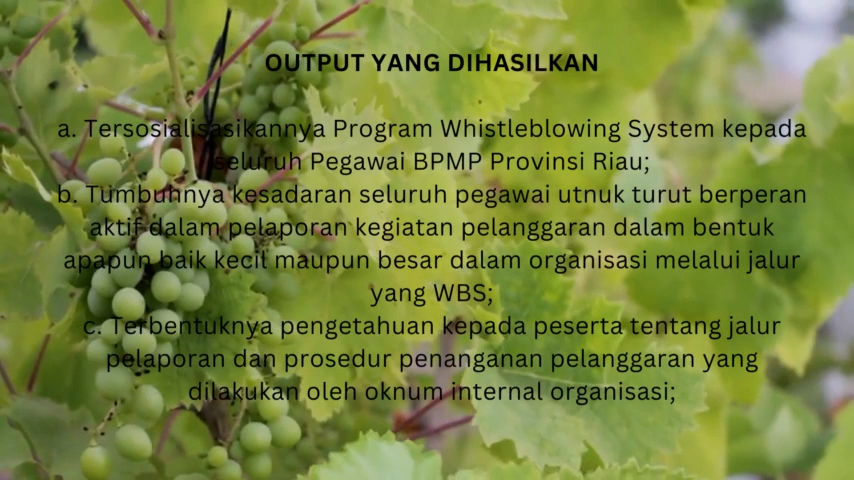 OUTPUT YANG DIHASILKAN
a. Tersosialisasikannya Program Whistleblowing System kepada
seluruh Pegawai BPMP Provinsi Riau;
b. Tumbuhnya kesadaran seluruh pegawai utnuk turut berperan
aktif dalam pelaporan kegiatan pelanggaran dalam bentuk
apapun baik kecil maupun besar dalam organisasi melalui jalur
yang WBS;
c. Terbentuknya pengetahuan kepada peserta tentang jalur
pelaporan dan prosedur penanganan pelanggaran yang
dilakukan oleh oknum internal organisasi;